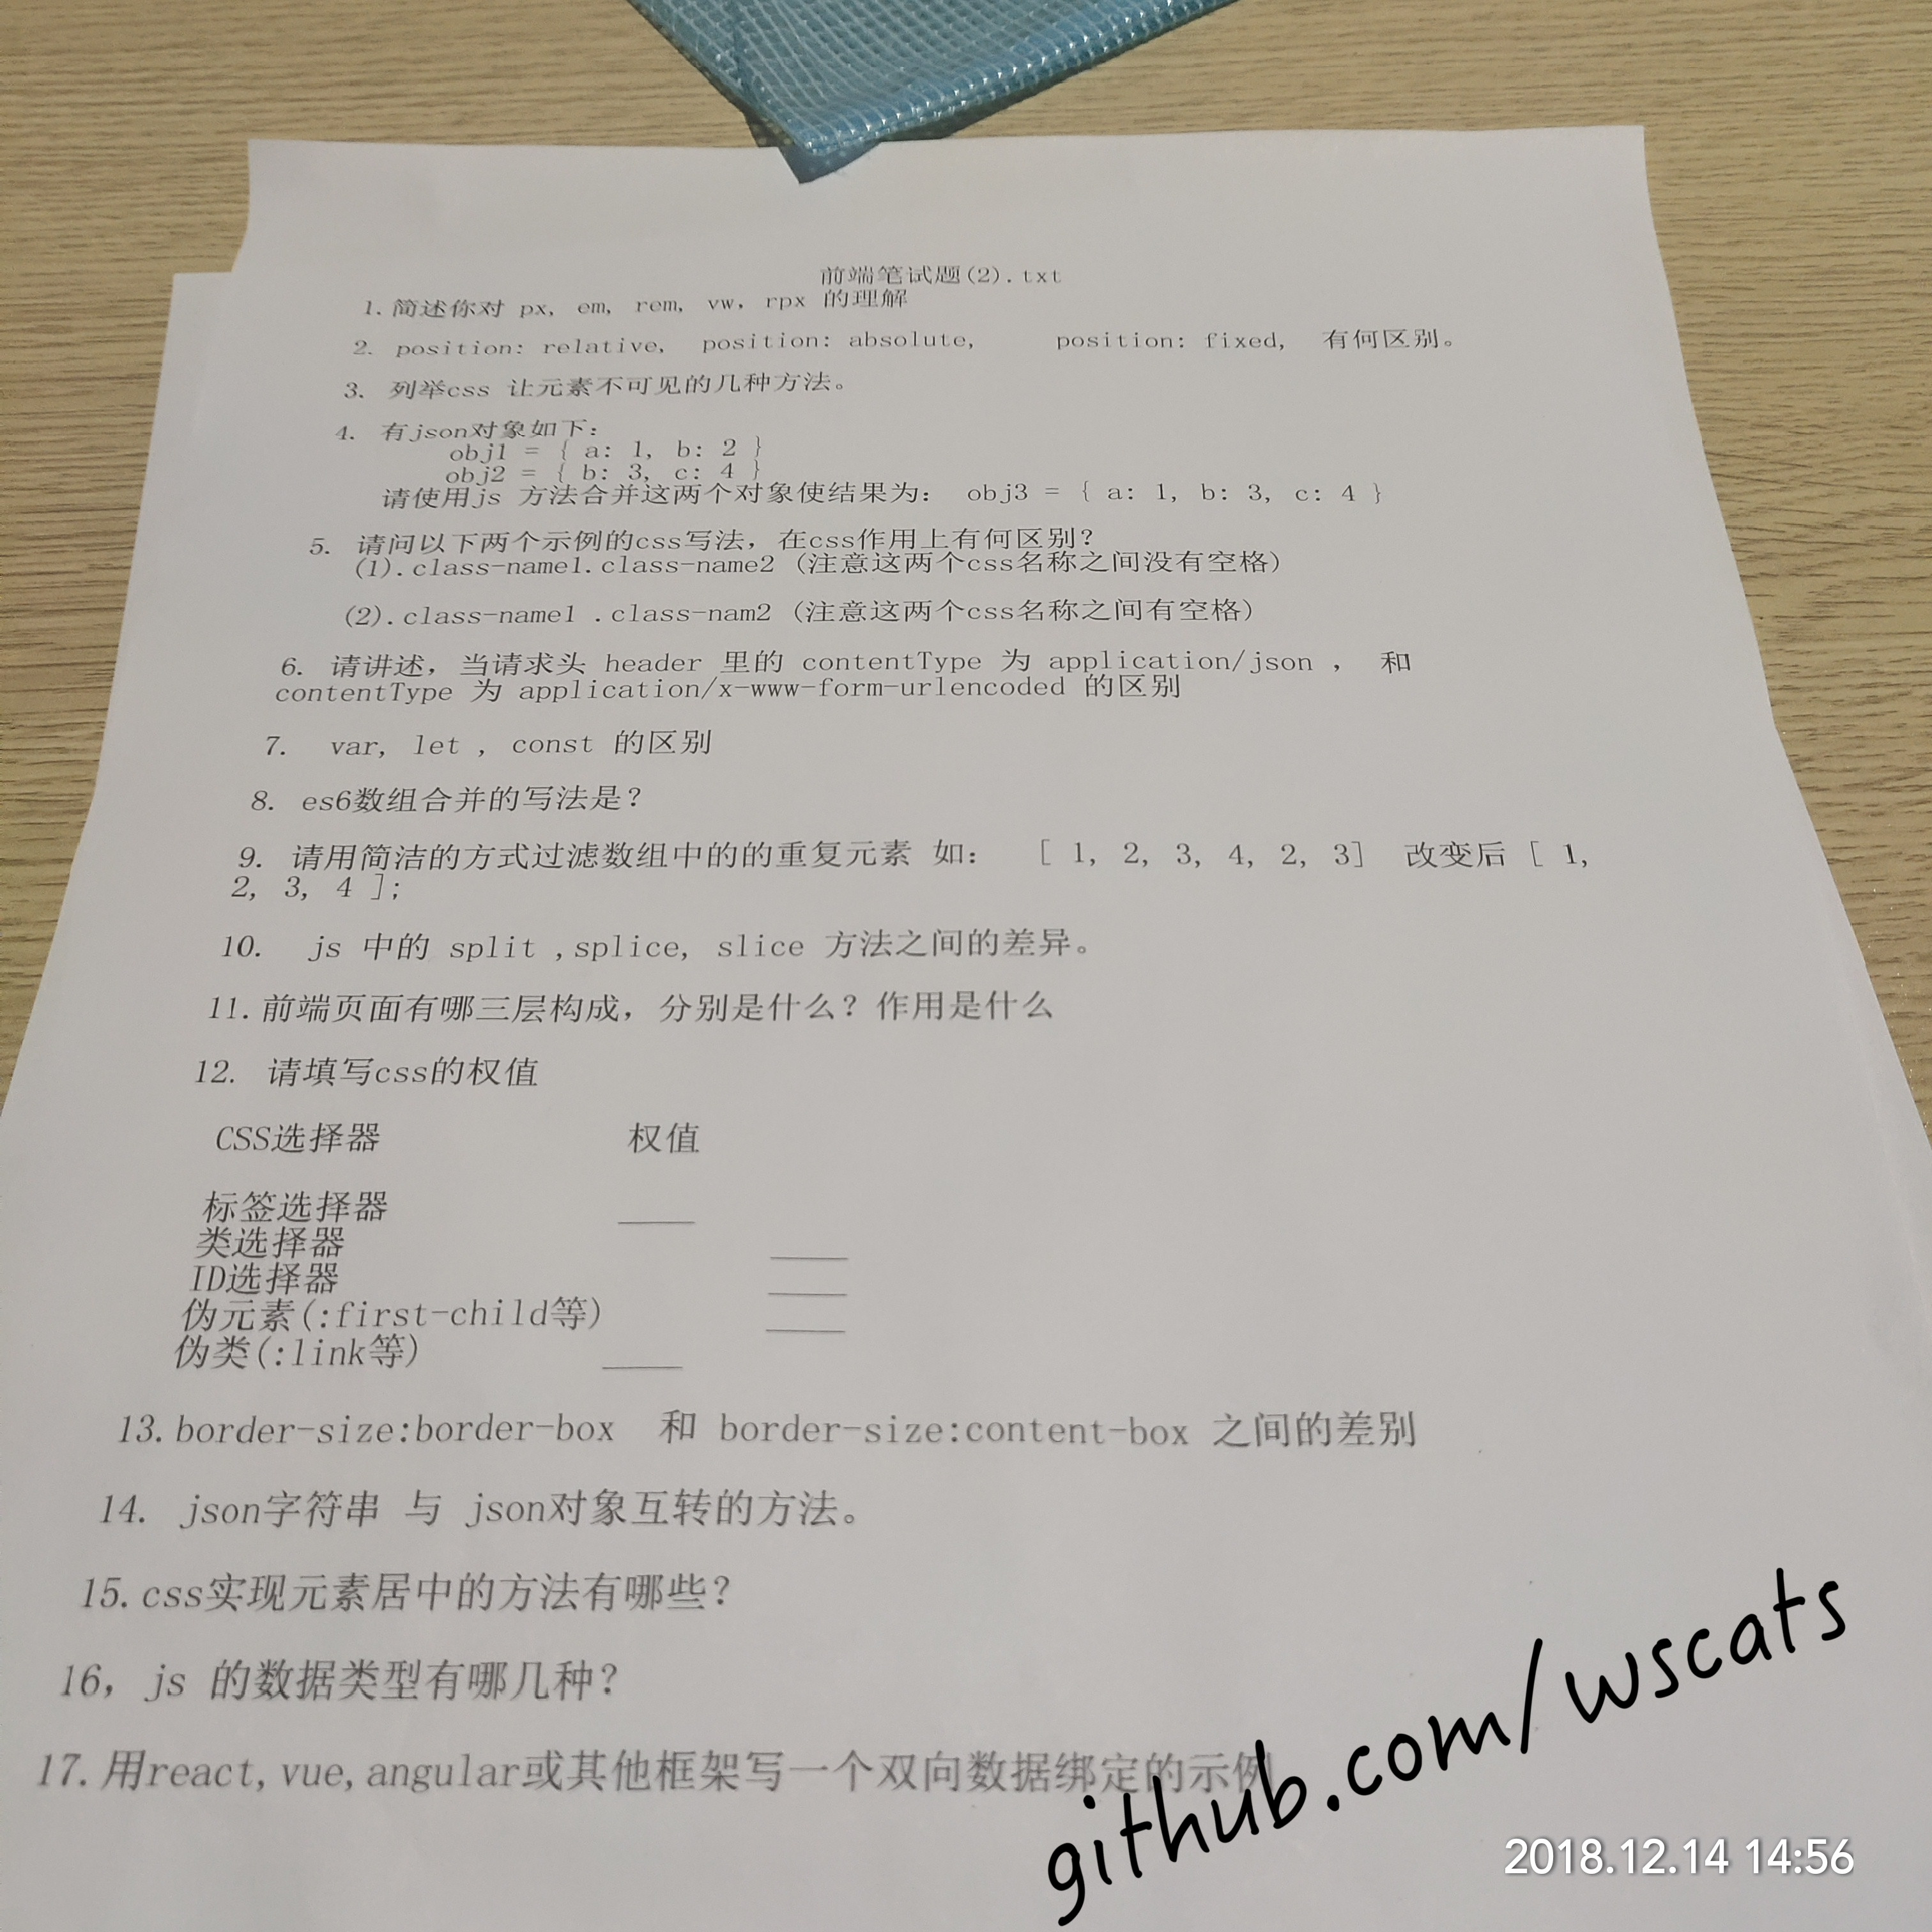 前端笔试题(2).txt
1.简述你对 px, em, rem, vw, rpx 的理解
2. position: relative, position: absolute, position: fixed, 有何区别。
3. 列举css 让元素不可见的几种方法。
4. 有json对象如下:
obj1 = { a: 1, b: 2 }
obj2 = { b: 3, c: 4 }
请使用js 方法合并这两个对象使结果为: obj3 = { a: 1, b: 3, c: 4 }
5. 请问以下两个示例的css写法，在css作用上有何区别?
(1).class-name1.class-name2 (注意这两个css名称之间没有空格)
(2).class-name1 .class-nam2 (注意这两个css名称之间有空格)
6. 请讲述，当请求头 header 里的 contentType 为 application/json ， 和
contentType 为 application/x-www-form-urlencoded 的区别
7. var, let , const 的区别
8. es6数组合并的写法是?
9. 请用简洁的方式过滤数组中的的重复元素 如: [ 1, 2, 3, 4, 2, 3] 改变后 [ 1,
2, 3, 4 ];
10. js 中的 split ,splice, slice 方法之间的差异。
11.前端页面有哪三层构成，分别是什么? 作用是什么
12. 请填写css的权值
CSS选择器 权值
标签选择器 ____
类选择器 ____
ID选择器 ____
伪元素(:first-child等) ____
伪类(:link等) ____
13.border-size:border-box 和 border-size:content-box 之间的差别
14. json字符串 与 json对象互转的方法。
15.css实现元素居中的方法有哪些?
16，js 的数据类型有哪几种?
17.用react,vue,angular或其他框架写一个双向数据绑定的示例
github.com/wscats
2018.12.14 14:56